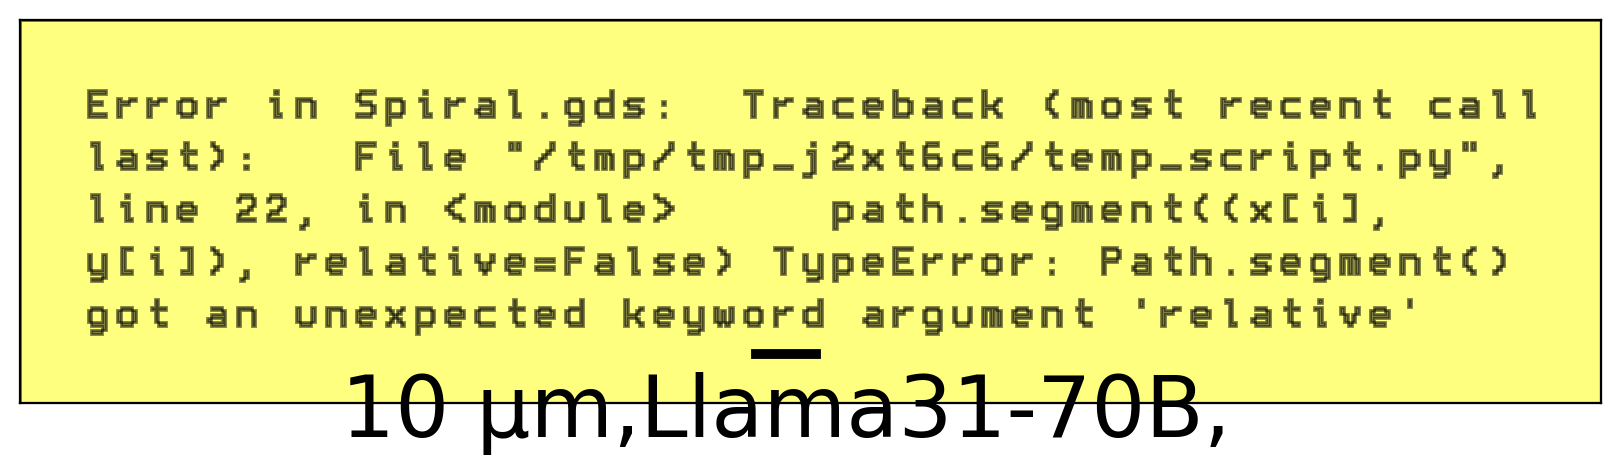 Error in Spiral.gds:  Traceback (most recent call
last):   File "/tmp/tmp_j2xt6c6/temp_script.py",
line 22, in <module>     path.segment((x[i],
y[i]), relative=False) TypeError: Path.segment()
got an unexpected keyword argument 'relative'
10 μm,Llama31-70B,